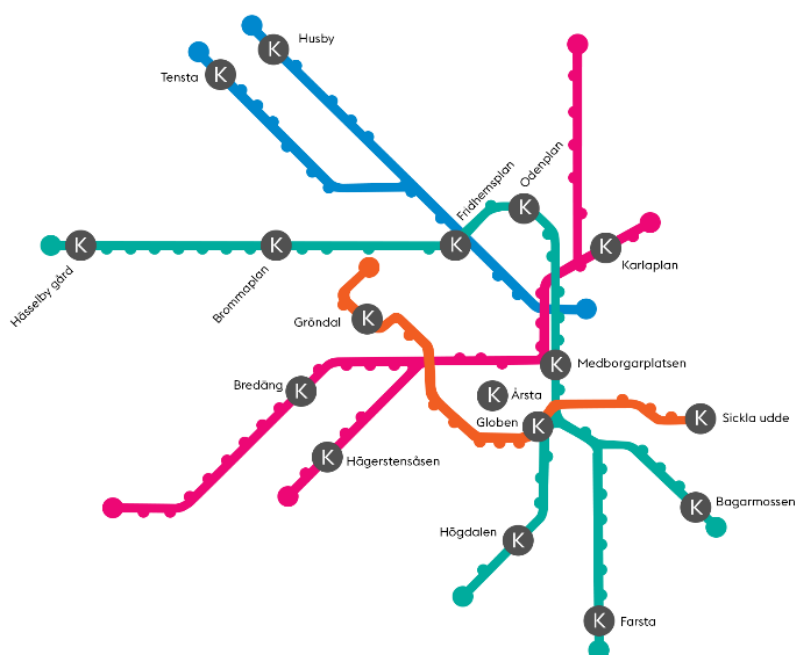 Husby
K
Tensta
K
Fridhemsplan
Odenplan
K
Hässelby gård
K
Brommaplan
K
K
K
Karlaplan
Gröndal
K
K
Medborgarplatsen
Bredäng
K
K
Årsta
Globen
K
K
Sickla udde
K
Hägerstensåsen
K
Bagarmossen
Högdalen
K
K
Farsta